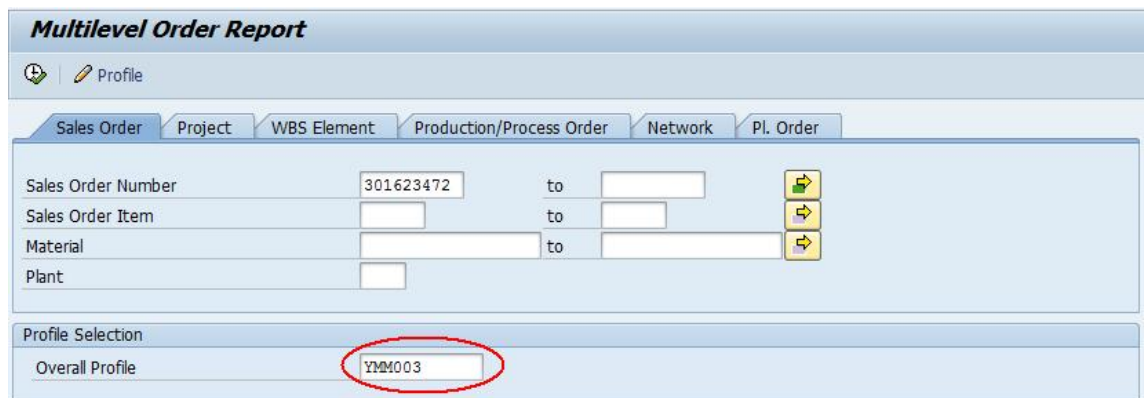 Multilevel Order Report
Profile
Sales Order Project WBS Element Production/Process Order Network Pl. Order
Sales Order Number 301623472 to
Sales Order Item to
Material to
Plant
Profile Selection
Overall Profile YMM003